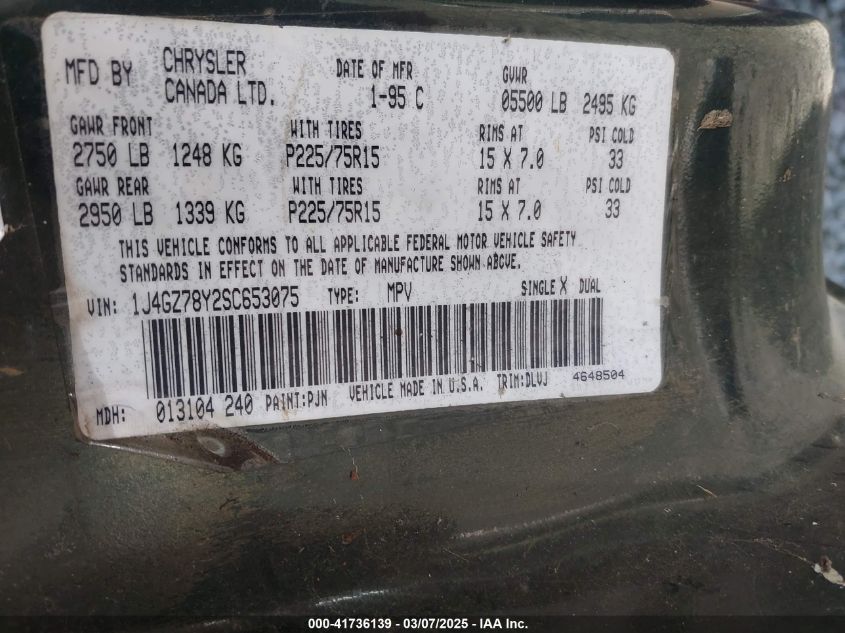 MFD BY CHRYSLER CANADA LTD. DATE OF MFR 1-95 C GVWR 05500 LB 2495 KG
GAWR FRONT WITH TIRES RIMS AT PSI COLD
2750 LB 1248 KG P225/75R15 15 X 7.0 33
GAWR REAR WITH TIRES RIMS AT PSI COLD
2950 LB 1339 KG P225/75R15 15 X 7.0 33
THIS VEHICLE CONFORMS TO ALL APPLICABLE FEDERAL MOTOR VEHICLE SAFETY
STANDARDS IN EFFECT ON THE DATE OF MANUFACTURE SHOWN ABOVE.
VIN: 1J4GZ78Y2SC653075 TYPE: MPV SINGLE X DUAL
MDH: 013104 240 PAINT:PJN VEHICLE MADE IN U.S.A. TRIM:DLVJ 4648504
000-41736139 - 03/07/2025 - IAA Inc.